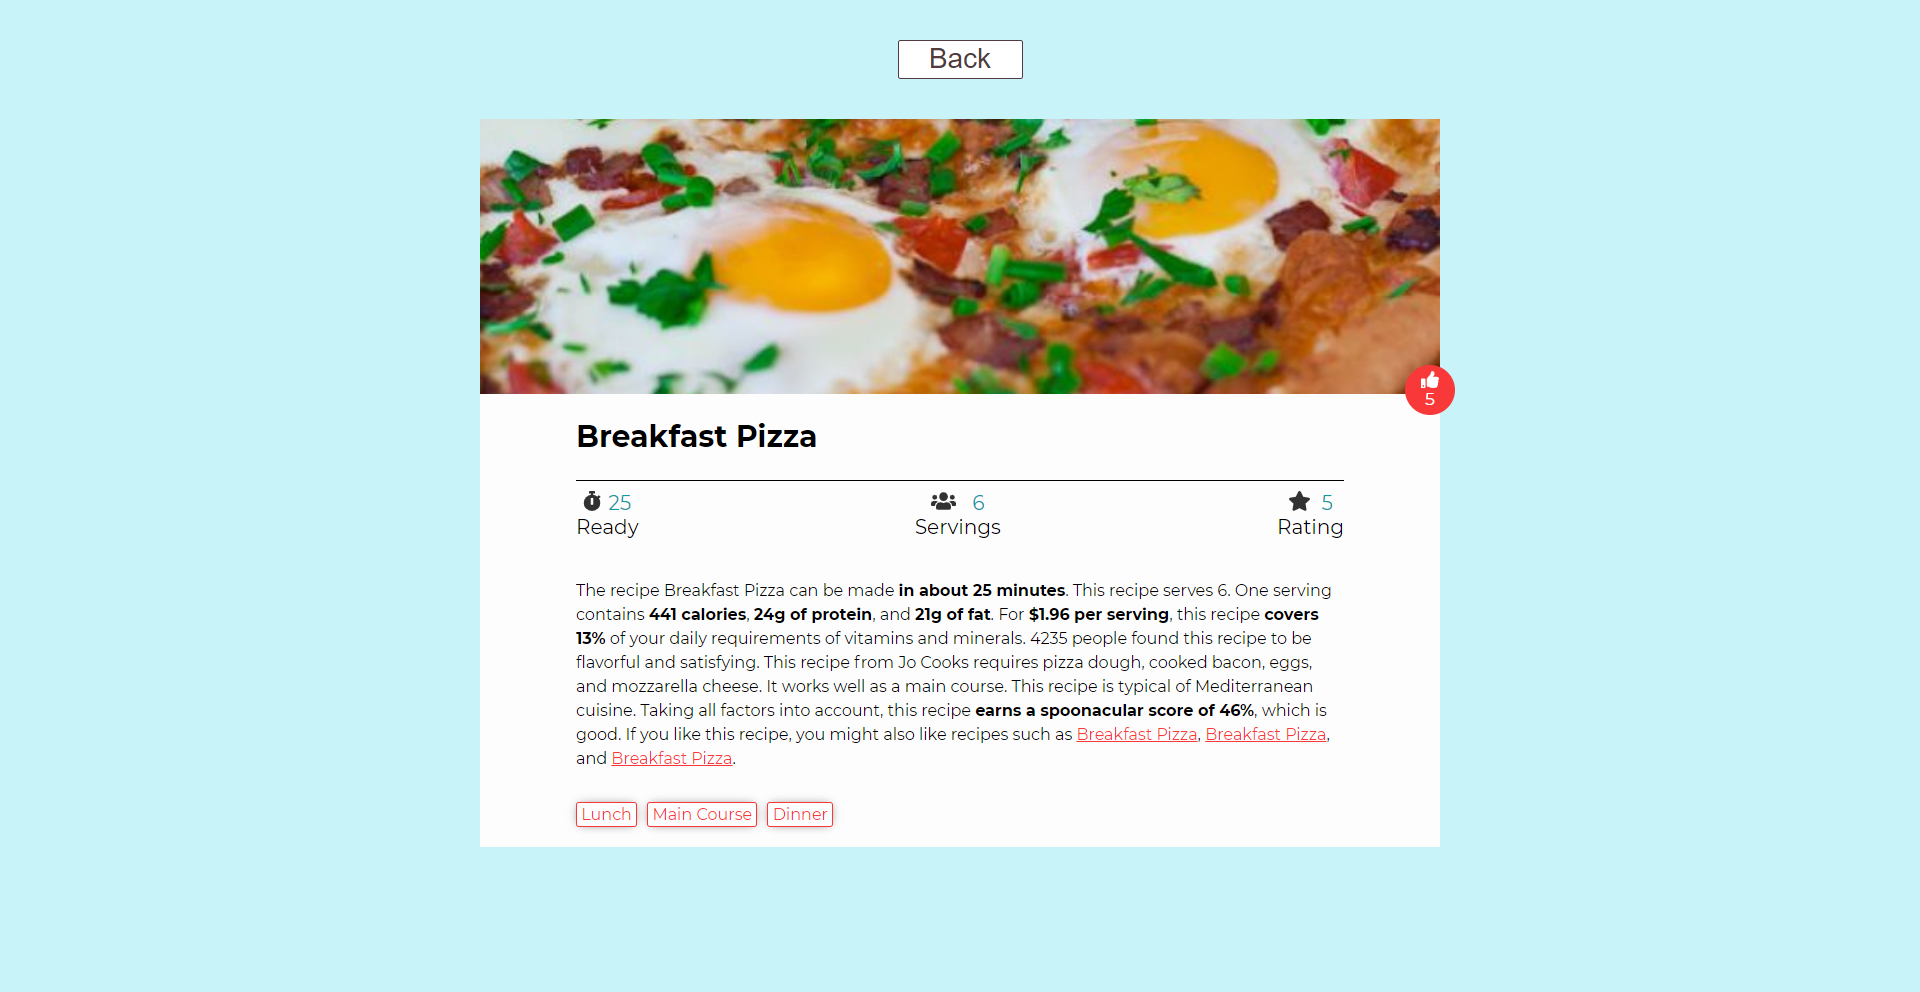 Back
5
Breakfast Pizza
25 6 5
Ready Servings Rating
The recipe Breakfast Pizza can be made in about 25 minutes. This recipe serves 6. One serving
contains 441 calories, 24g of protein, and 21g of fat. For $1.96 per serving, this recipe covers
13% of your daily requirements of vitamins and minerals. 4235 people found this recipe to be
flavorful and satisfying. This recipe from Jo Cooks requires pizza dough, cooked bacon, eggs,
and mozzarella cheese. It works well as a main course. This recipe is typical of Mediterranean
cuisine. Taking all factors into account, this recipe earns a spoonacular score of 46%, which is
good. If you like this recipe, you might also like recipes such as Breakfast Pizza, Breakfast Pizza,
and Breakfast Pizza.
Lunch Main Course Dinner